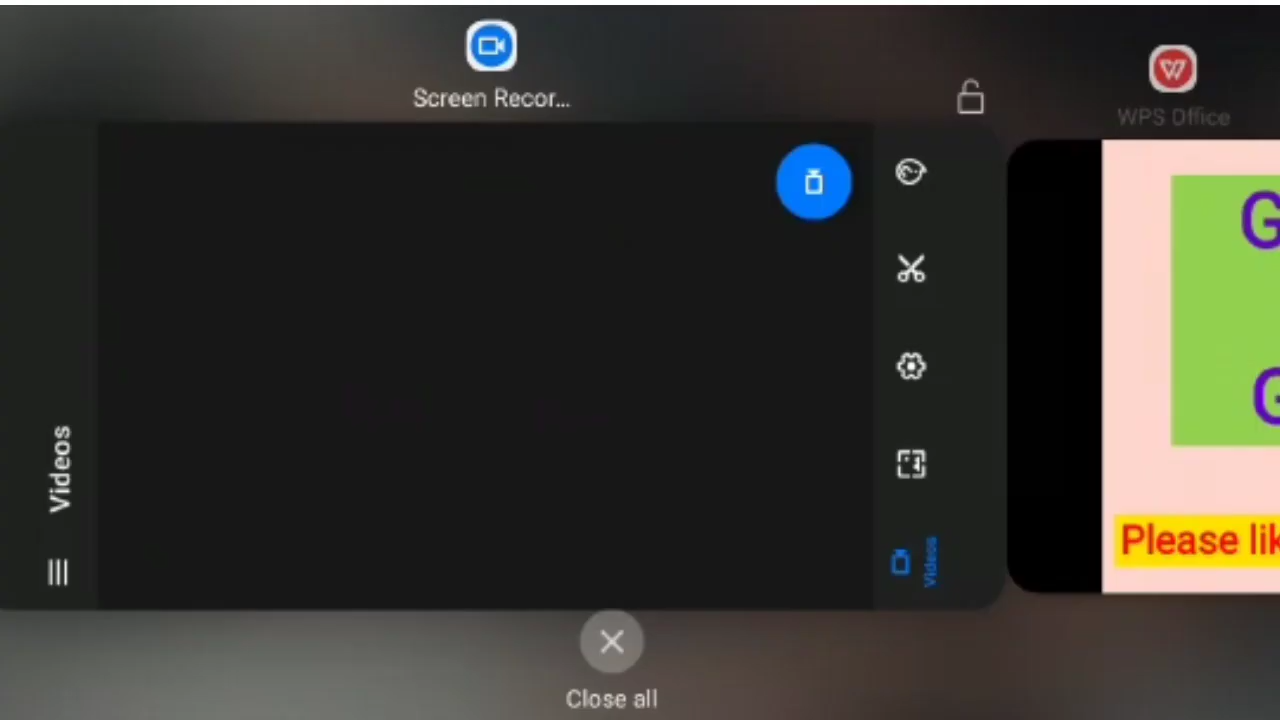 Screen Recor...
WPS Office
Videos
G
G
Please lik
Videos
Close all